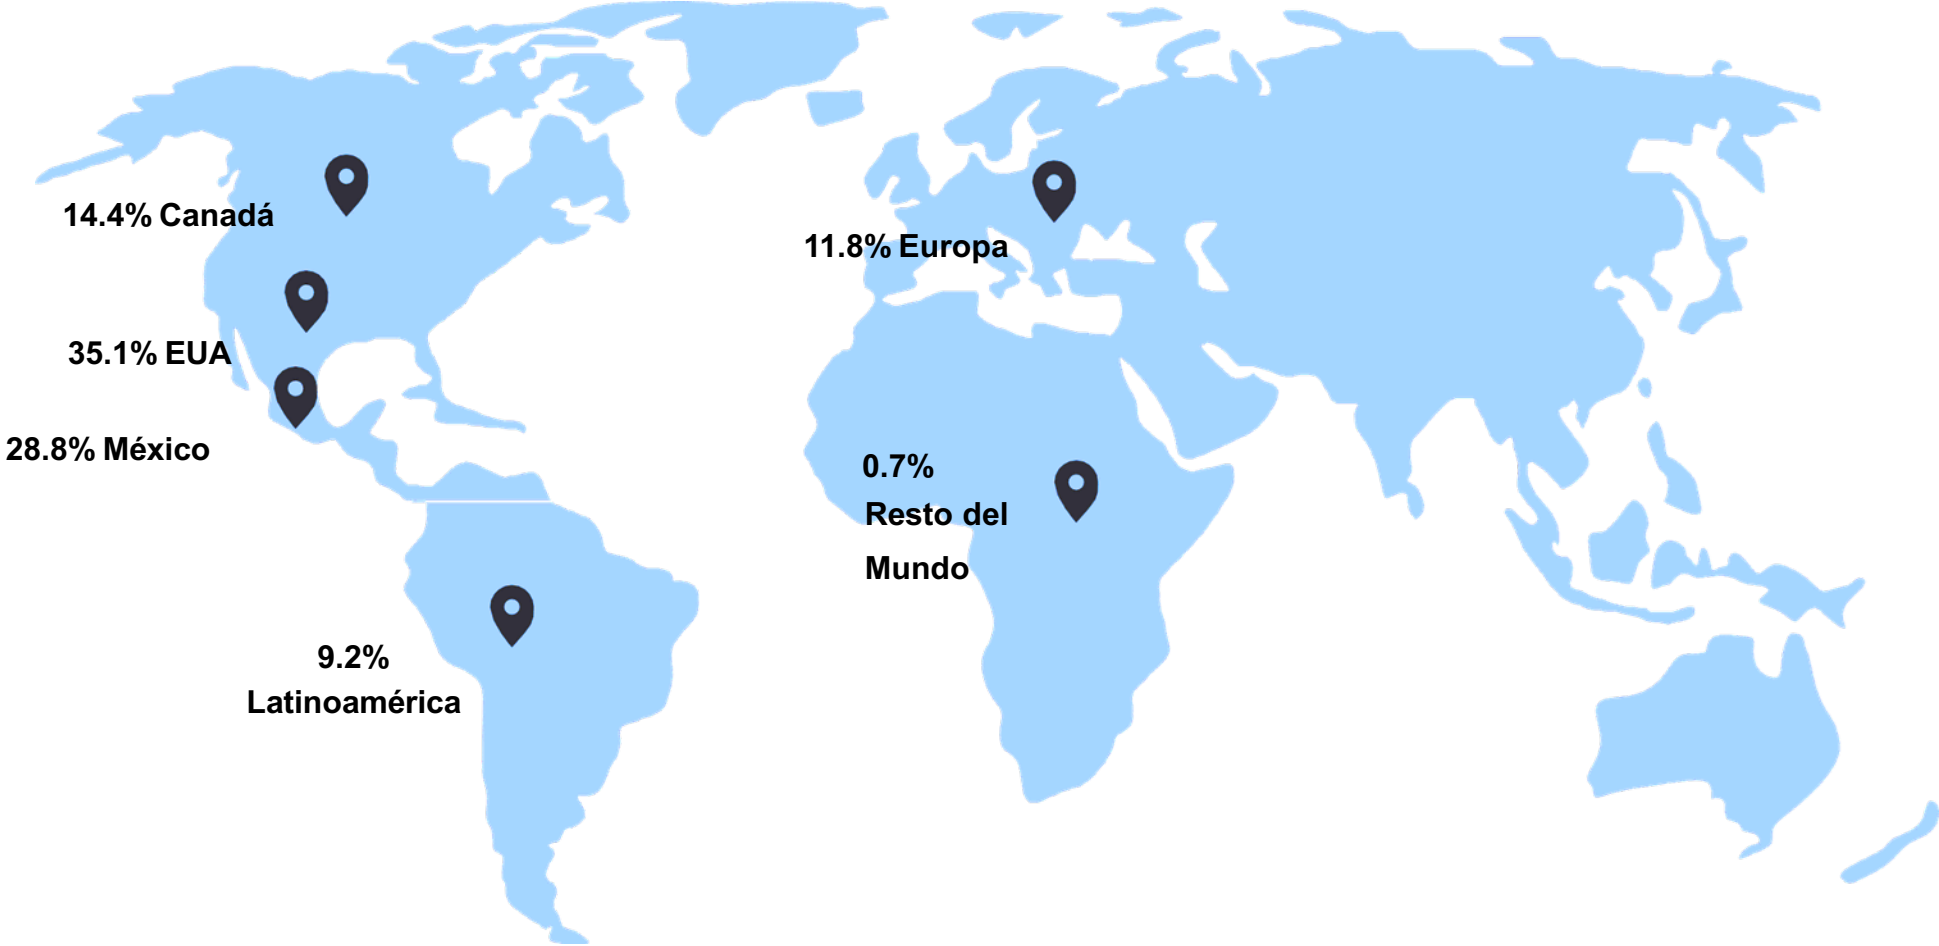 14.4% Canadá
11.8% Europa
35.1% EUA
28.8% México
0.7%
Resto del
Mundo
9.2%
Latinoamérica